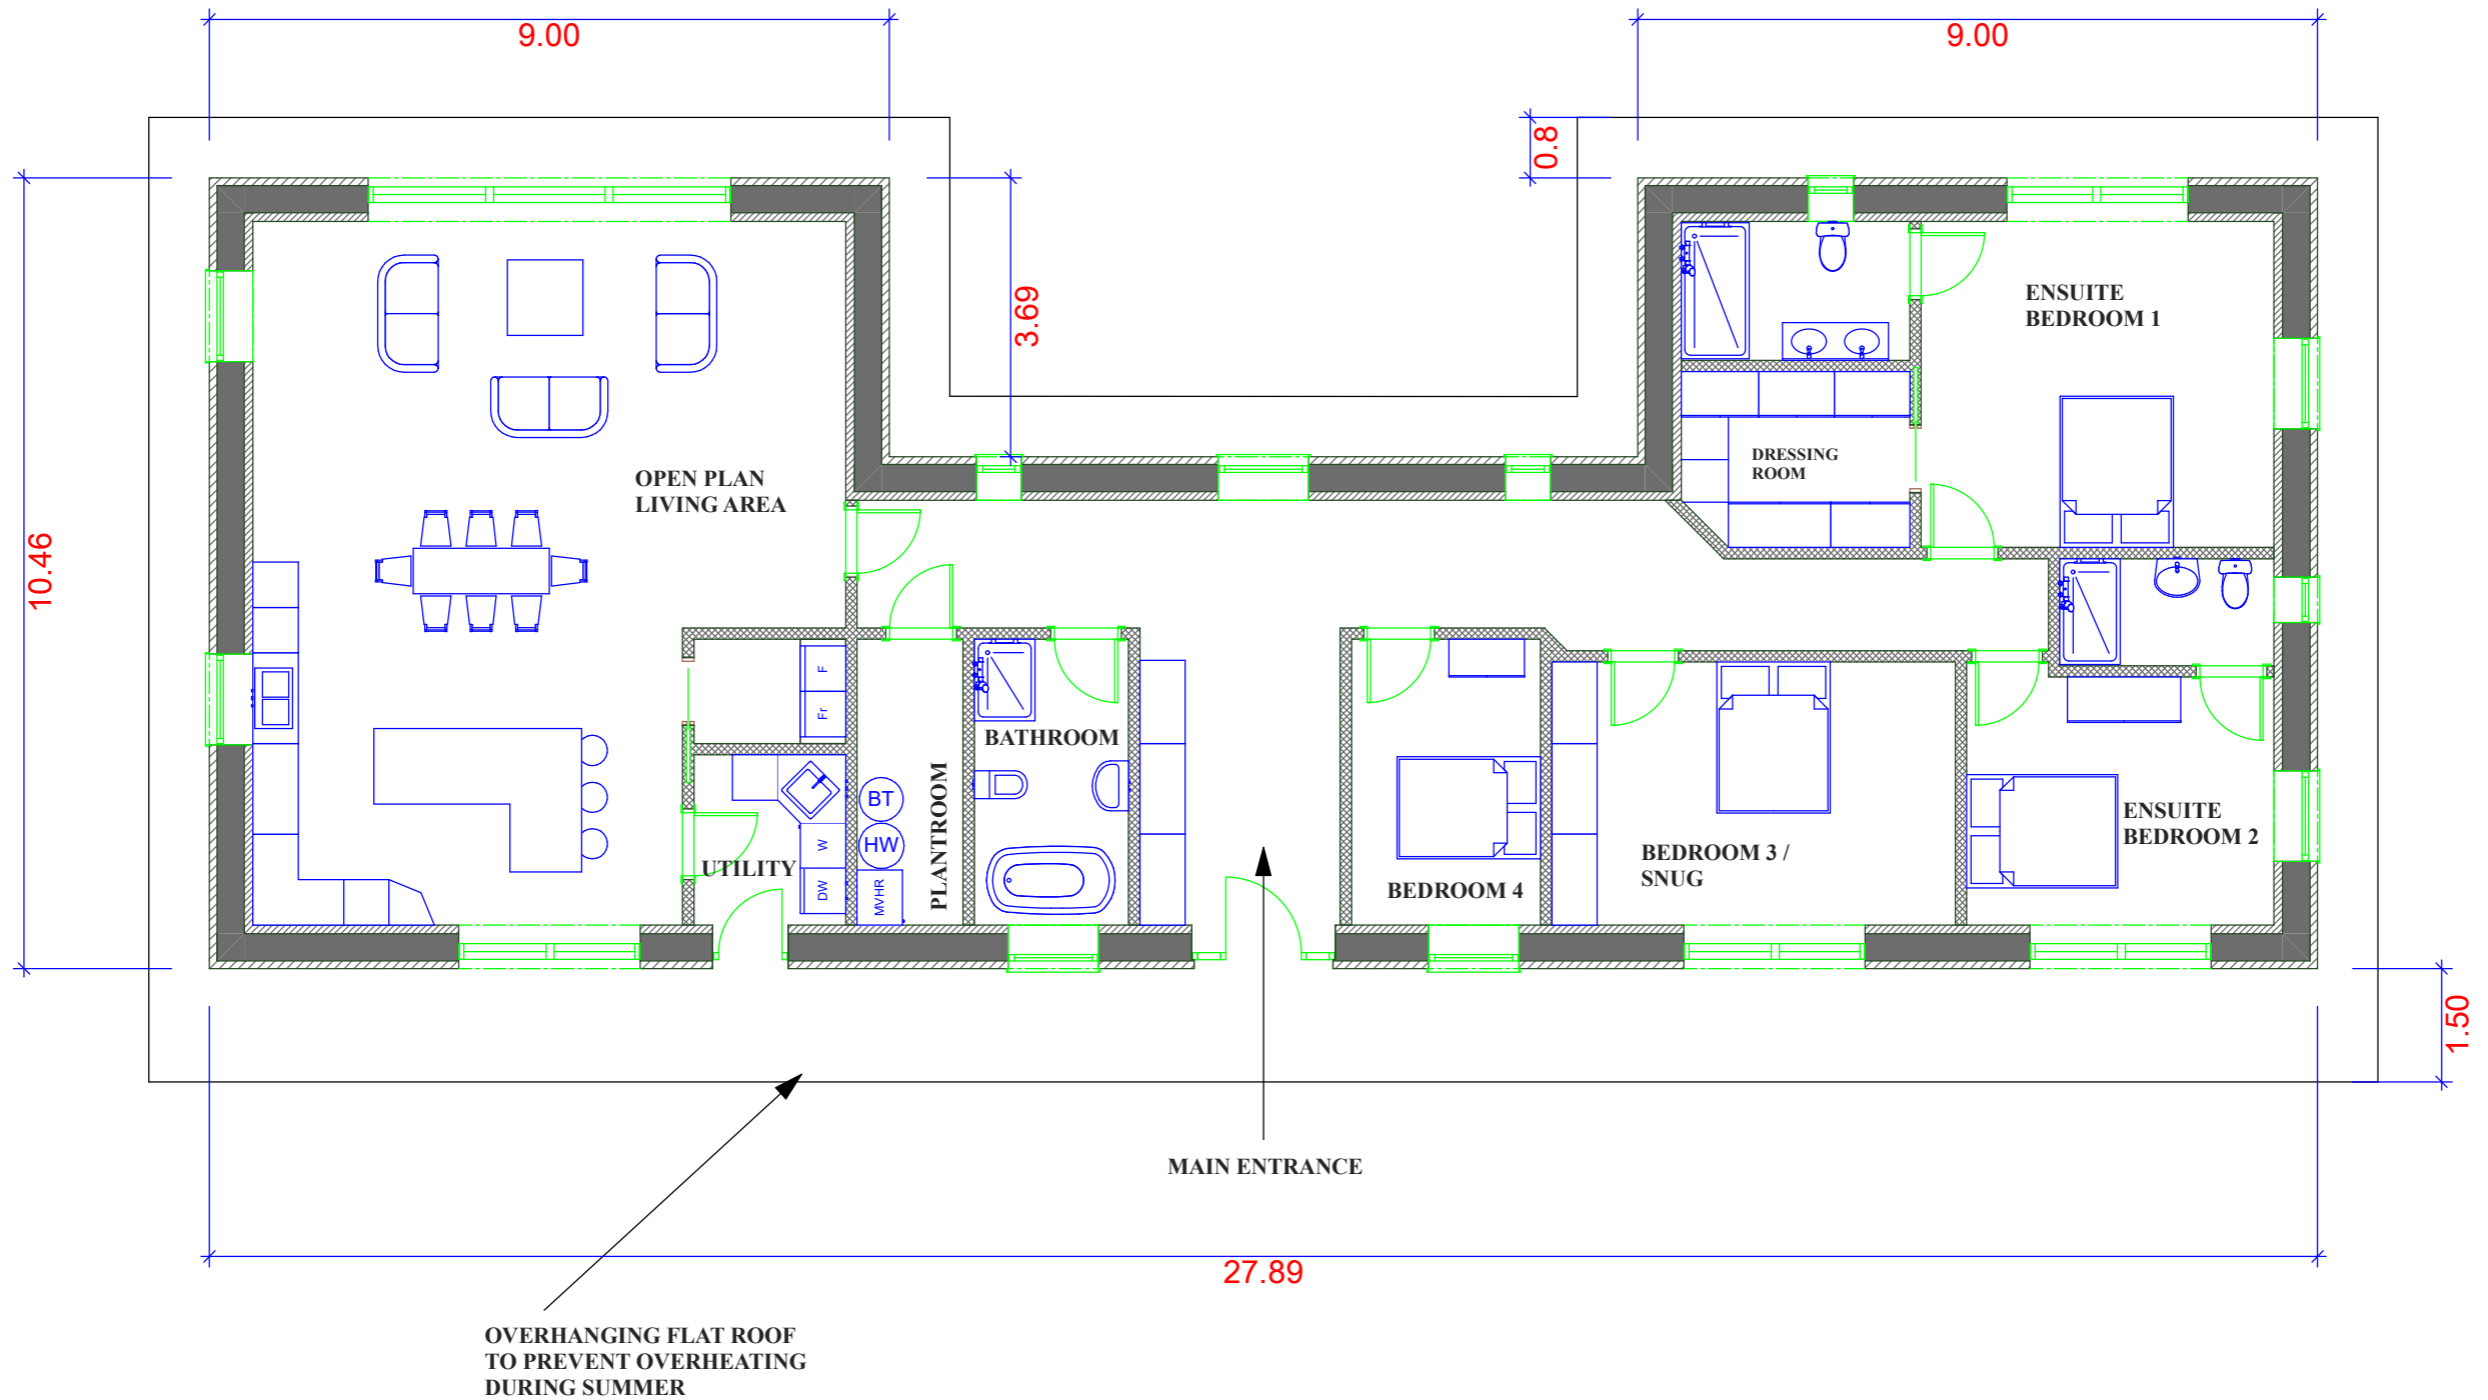 9.00
9.00
0.8
3.69
10.46
ENSUITE
BEDROOM 1
DRESSING
ROOM
OPEN PLAN
LIVING AREA
F
Fr
BATHROOM
PLANTROOM
BT
HW
MVHR
W
DW
UTILITY
BEDROOM 4
BEDROOM 3 /
SNUG
ENSUITE
BEDROOM 2
1.50
MAIN ENTRANCE
27.89
OVERHANGING FLAT ROOF
TO PREVENT OVERHEATING
DURING SUMMER